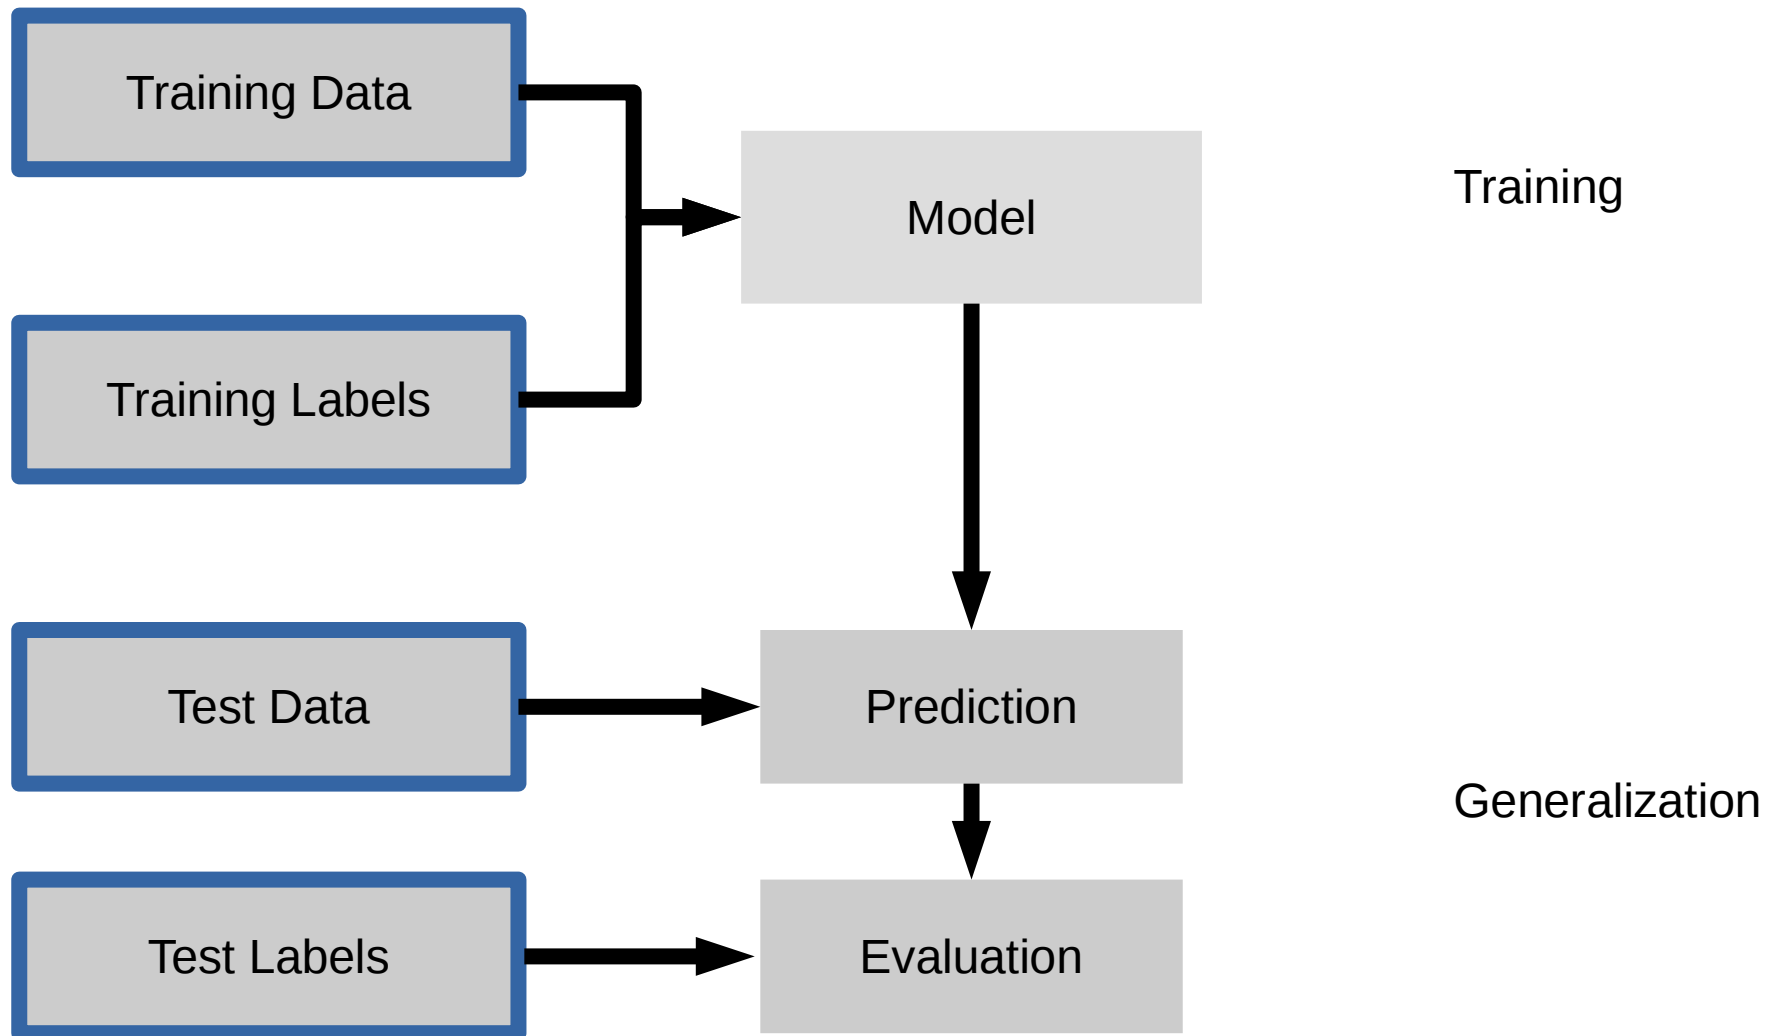 Training Data
Model
Training
Training Labels
Test Data
Prediction
Generalization
Test Labels
Evaluation